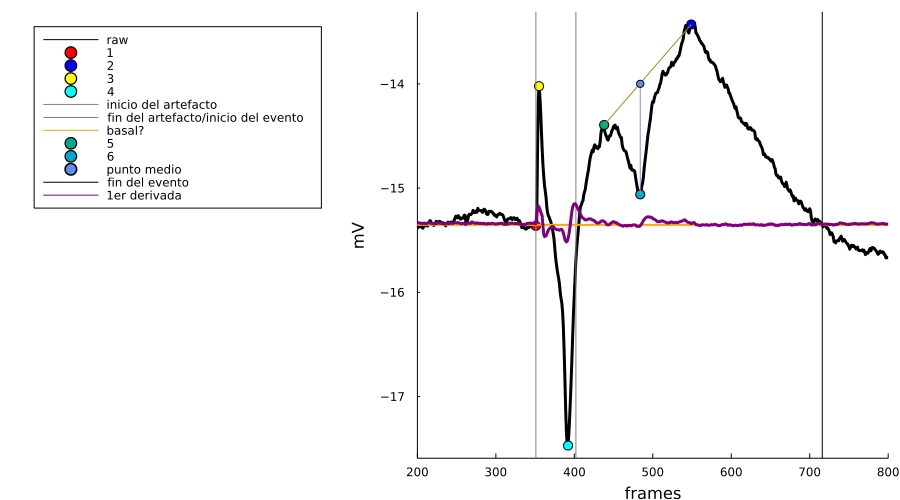 raw
1
2
3
4
inicio del artefacto
fin del artefacto/inicio del evento
basal?
5
6
punto medio
fin del evento
1er derivada
mV
−14
−15
−16
−17
200 300 400 500 600 700 800
frames